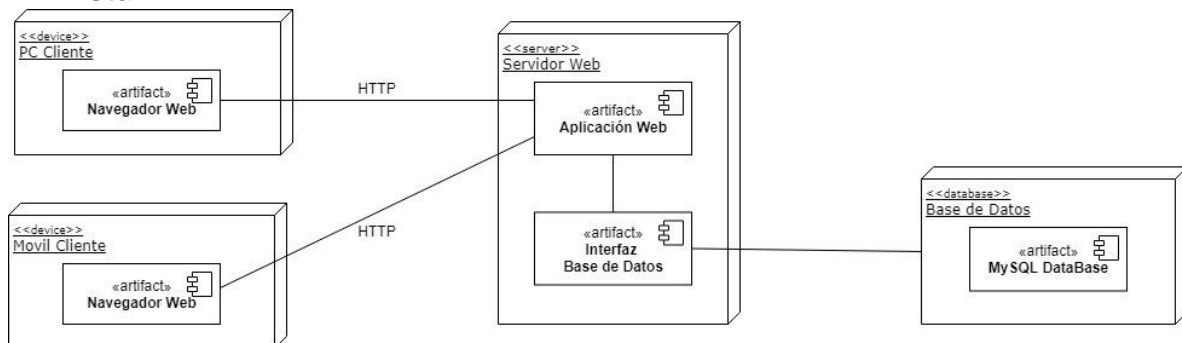 <<device>>
PC Cliente
«artifact»
Navegador Web
HTTP
<<server>>
Servidor Web
«artifact»
Aplicación Web
<<device>>
Movil Cliente
«artifact»
Navegador Web
HTTP
«artifact»
Interfaz
Base de Datos
<<database>>
Base de Datos
«artifact»
MySQL DataBase